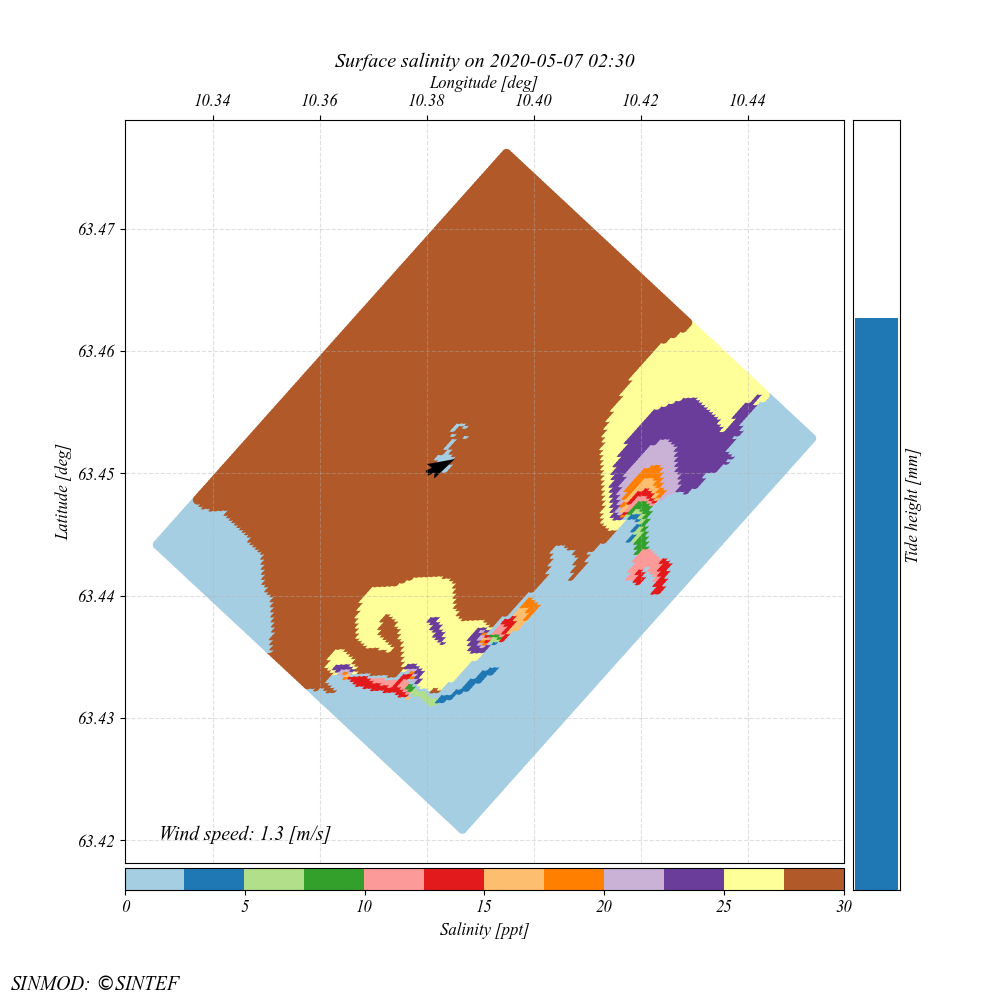 Surface salinity on 2020-05-07 02:30
Longitude [deg]
10.34 10.36 10.38 10.40 10.42 10.44
63.47
63.46
63.45
63.44
63.43
63.42
Latitude [deg]
Tide height [mm]
Wind speed: 1.3 [m/s]
0 5 10 15 20 25 30
Salinity [ppt]
SINMOD: ©SINTEF